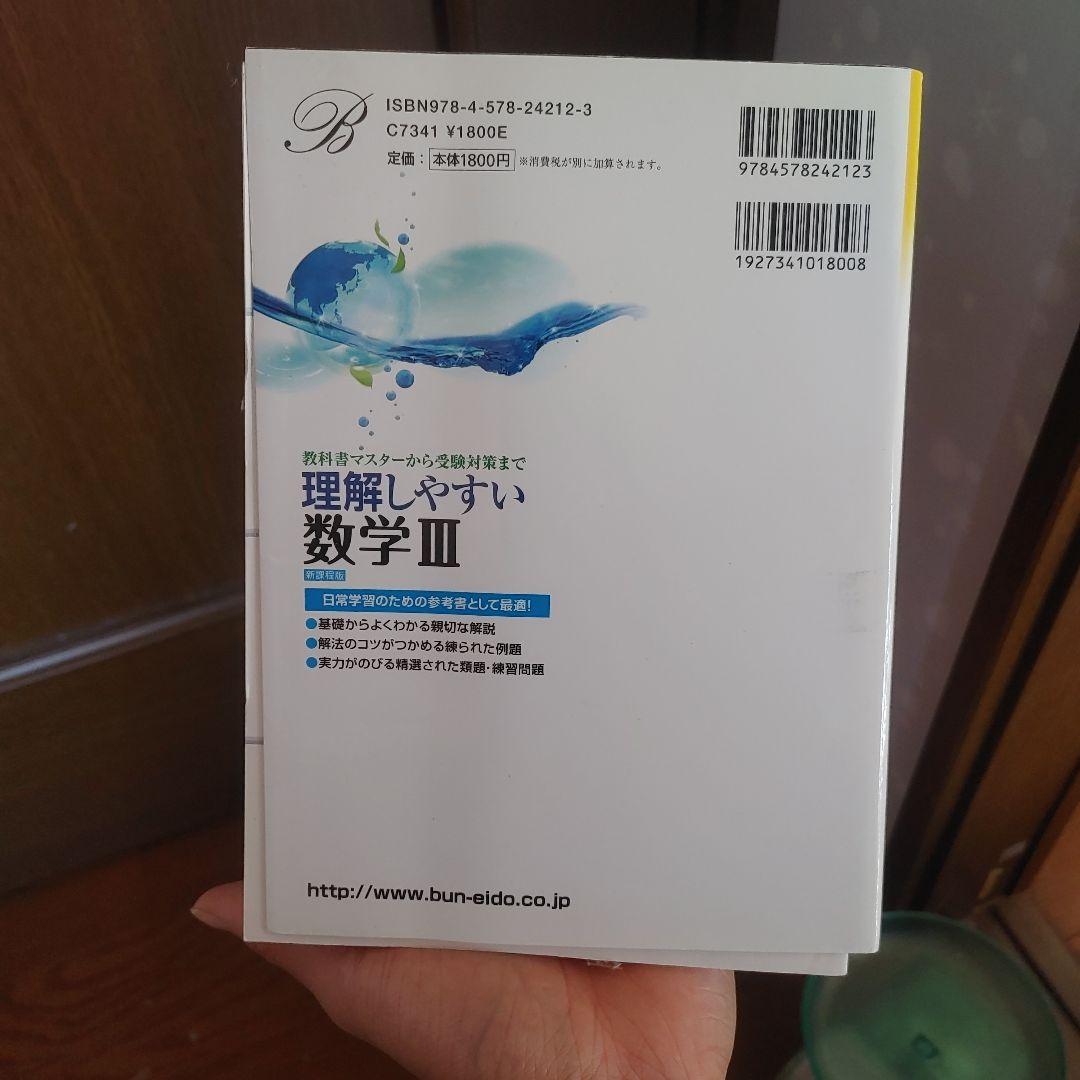 B
ISBN978-4-578-24212-3
C7341 ¥1800E
定価：本体1800円 ※消費税が別に加算されます。
9784578242123
1927341018008
教科書マスターから受験対策まで
理解しやすい
数学Ⅲ
新課程版
日常学習のための参考書として最適!
●基礎からよくわかる親切な解説
●解法のコツがつかめる練られた例題
●実力がのびる精選された類題・練習問題
http://www.bun-eido.co.jp